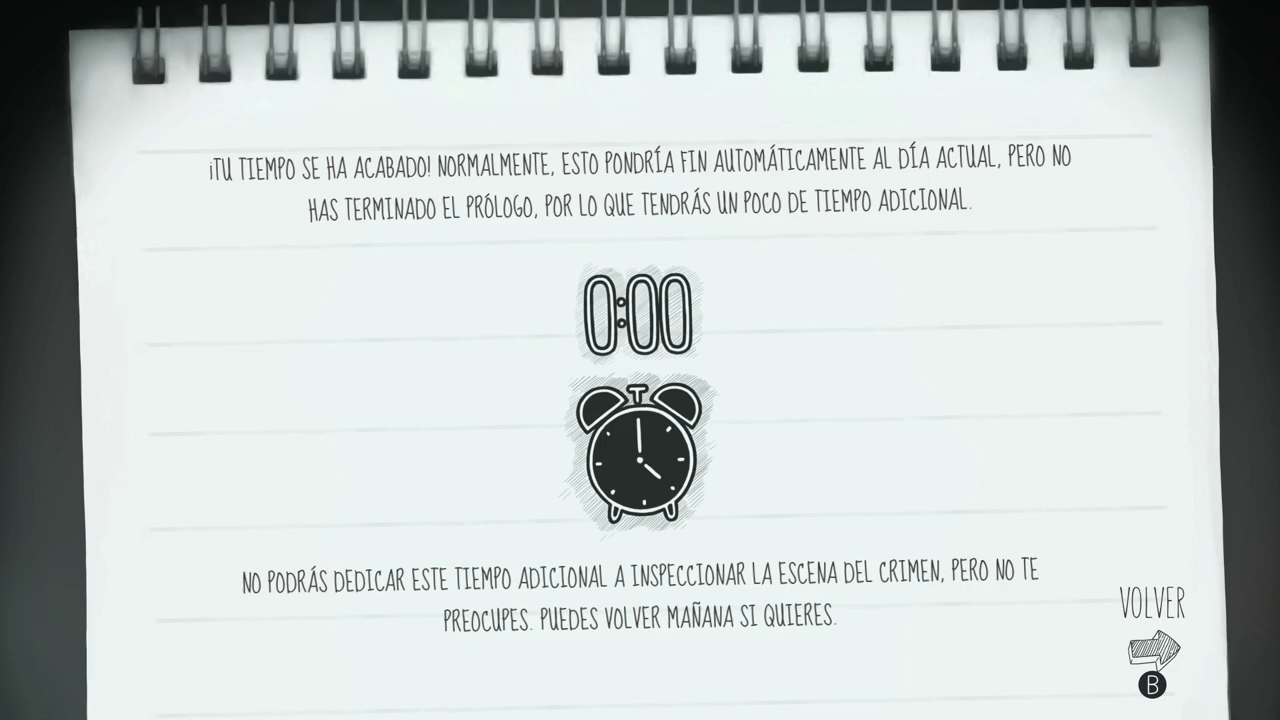 ¡TU TIEMPO SE HA ACABADO! NORMALMENTE, ESTO PONDRÍA FIN AUTOMÁTICAMENTE AL DÍA ACTUAL, PERO NO
HAS TERMINADO EL PRÓLOGO, POR LO QUE TENDRÁS UN POCO DE TIEMPO ADICIONAL.
0:00
NO PODRÁS DEDICAR ESTE TIEMPO ADICIONAL A INSPECCIONAR LA ESCENA DEL CRIMEN, PERO NO TE
PREOCUPES. PUEDES VOLVER MAÑANA SI QUIERES.
VOLVER
B